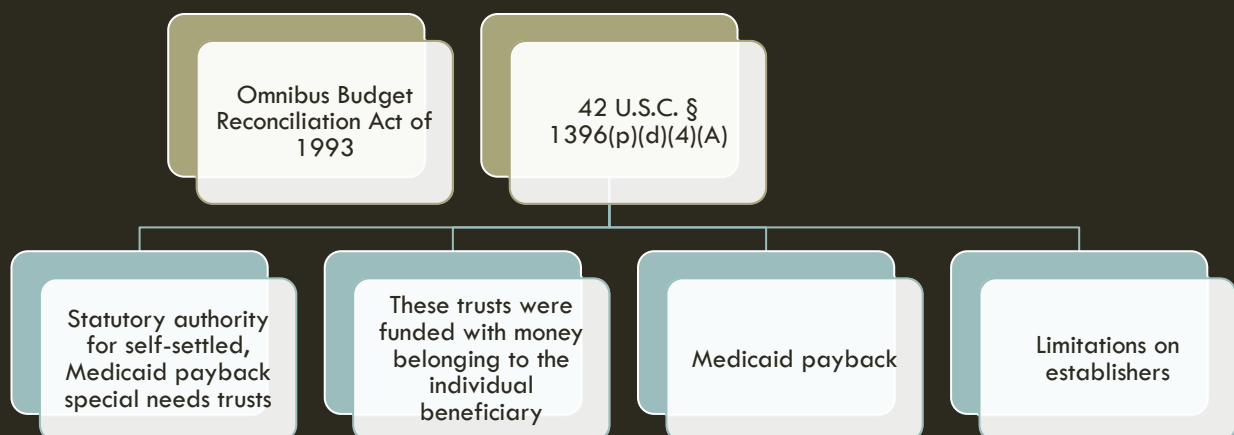 Omnibus Budget
Reconciliation Act of
1993
42 U.S.C. §
1396(p)(d)(4)(A)
Statutory authority
for self-settled,
Medicaid payback
special needs trusts
These trusts were
funded with money
belonging to the
individual
beneficiary
Medicaid payback
Limitations on
establishers